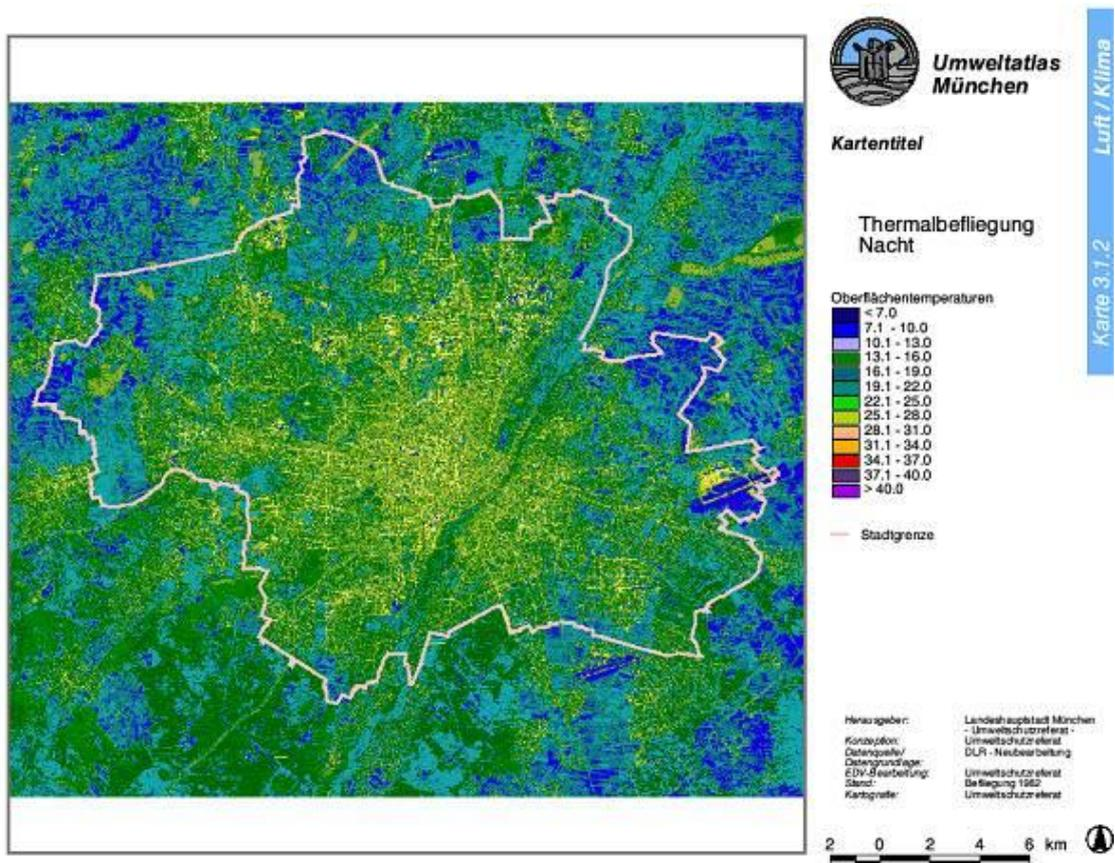 Umweltatlas
München
Luft / Klima
Karte 3.1.2
Kartentitel
Thermalbefliegung
Nacht
Oberflächentemperaturen
< 7.0
7.1 - 10.0
10.1 - 13.0
13.1 - 16.0
16.1 - 19.0
19.1 - 22.0
22.1 - 25.0
25.1 - 28.0
28.1 - 31.0
31.1 - 34.0
34.1 - 37.0
37.1 - 40.0
> 40.0
Stadtgrenze
Herausgeber: Landeshauptstadt München
- Umweltschutzreferat -
Konzeption: Umweltschutzreferat
Datenquelle/ DLR - Neubearbeitung
Datengrundlage:
EDV-Bearbeitung: Umweltschutzreferat
Stand: Befliegung 1982
Kartografie: Umweltschutzreferat
2 0 2 4 6 km